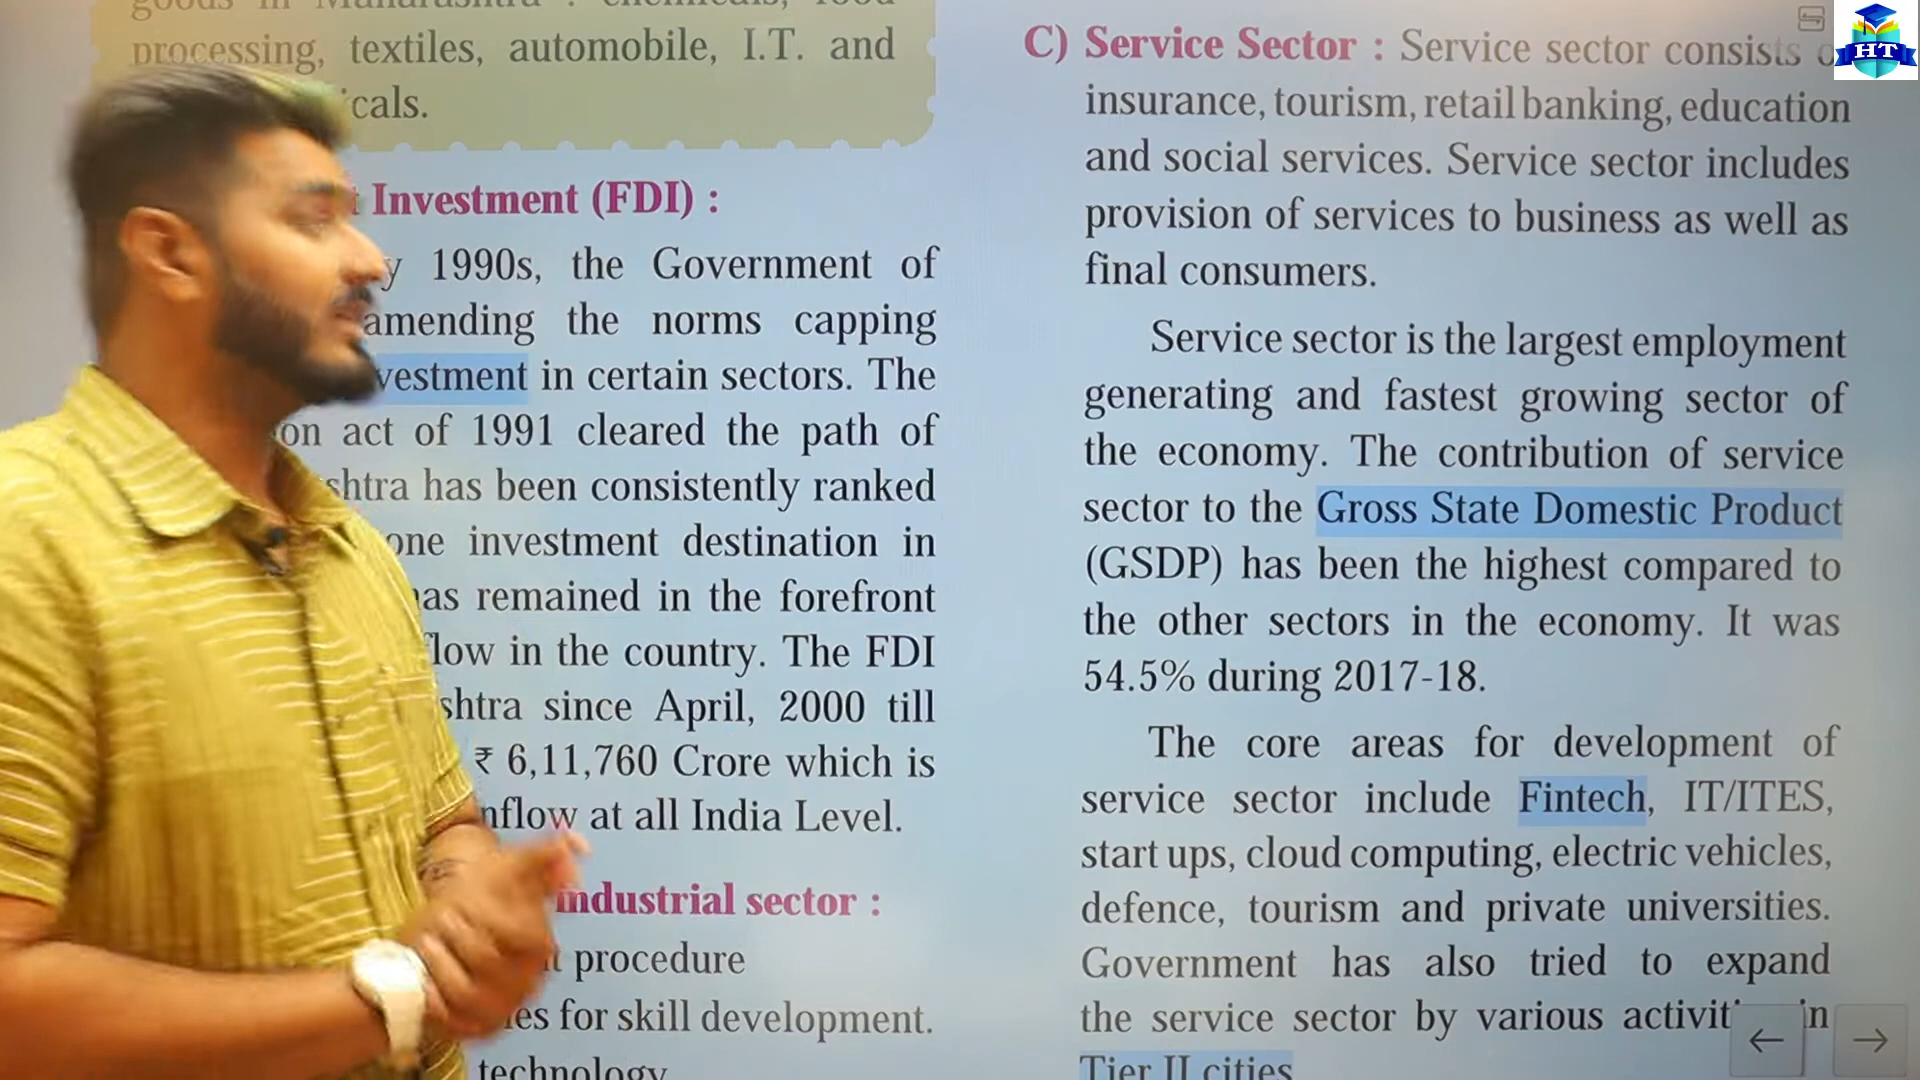 processing, textiles, automobile, I.T. and
Investment (FDI) :
1990s, the Government of
amending the norms capping
in certain sectors. The
act of 1991 cleared the path of
has been consistently ranked
one investment destination in
remained in the forefront
in the country. The FDI
since April, 2000 till
₹ 6,11,760 Crore which is
at all India Level.
industrial sector :
procedure
for skill development.
technology
C) Service Sector : Service sector consists
insurance, tourism, retail banking, education
and social services. Service sector includes
provision of services to business as well as
final consumers.
Service sector is the largest employment
generating and fastest growing sector of
the economy. The contribution of service
sector to the Gross State Domestic Product
(GSDP) has been the highest compared to
the other sectors in the economy. It was
54.5% during 2017-18.
The core areas for development of
service sector include Fintech, IT/ITES,
start ups, cloud computing, electric vehicles,
defence, tourism and private universities.
Government has also tried to expand
the service sector by various in
Tier II cities
HT